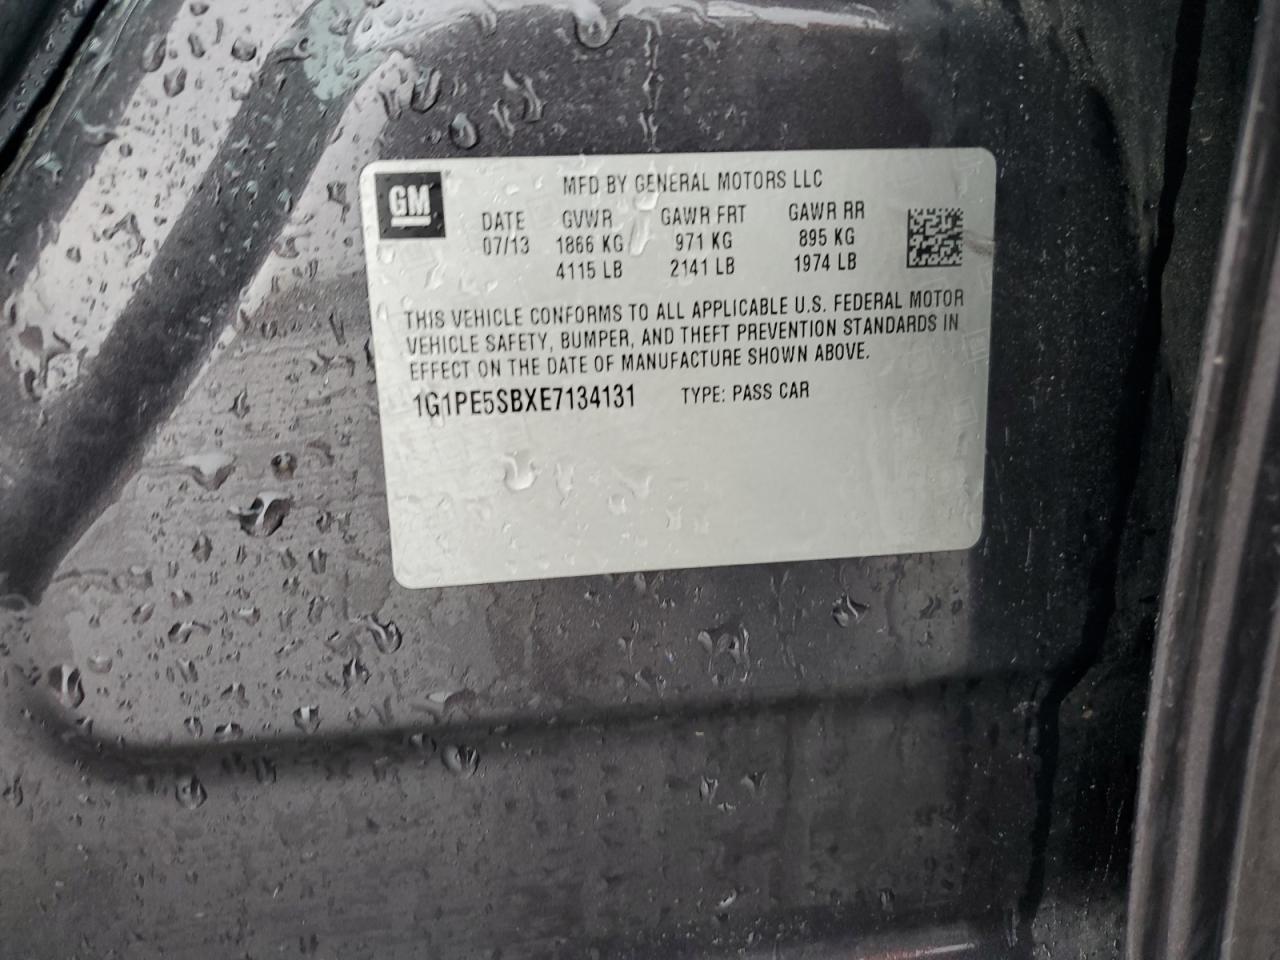 GM
MFD BY GENERAL MOTORS LLC
DATE GVWR GAWR FRT GAWR RR
07/13 1866 KG 971 KG 895 KG
4115 LB 2141 LB 1974 LB
THIS VEHICLE CONFORMS TO ALL APPLICABLE U.S. FEDERAL MOTOR
VEHICLE SAFETY, BUMPER, AND THEFT PREVENTION STANDARDS IN
EFFECT ON THE DATE OF MANUFACTURE SHOWN ABOVE.
1G1PE5SBXE7134131 TYPE: PASS CAR